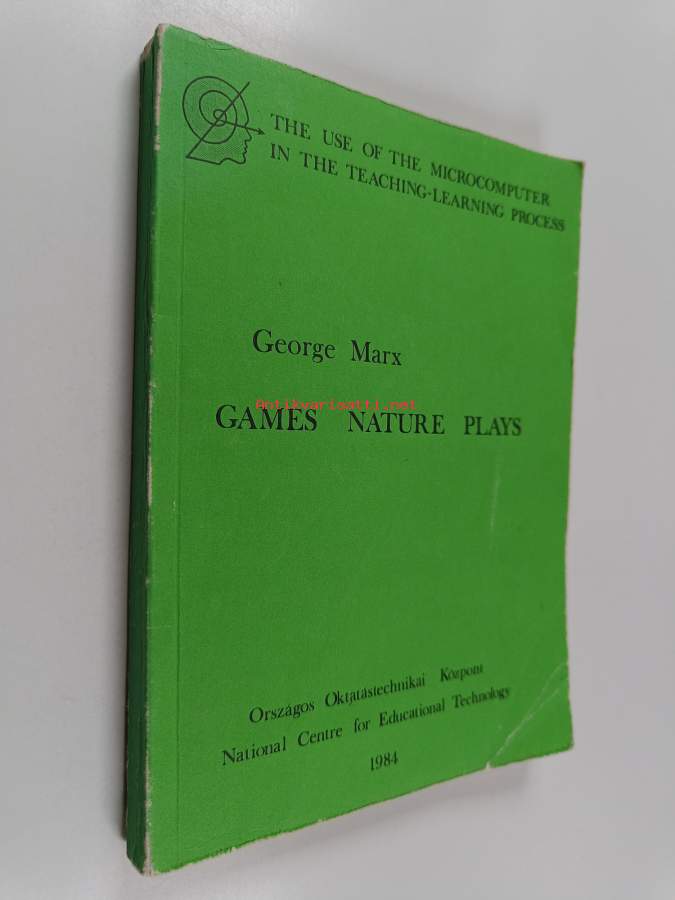 THE USE OF THE MICROCOMPUTER
IN THE TEACHING-LEARNING PROCESS
George Marx
Antikvariaatti.net
GAMES NATURE PLAYS
Országos Oktatástechnikai Központ
National Centre for Educational Technology
1984